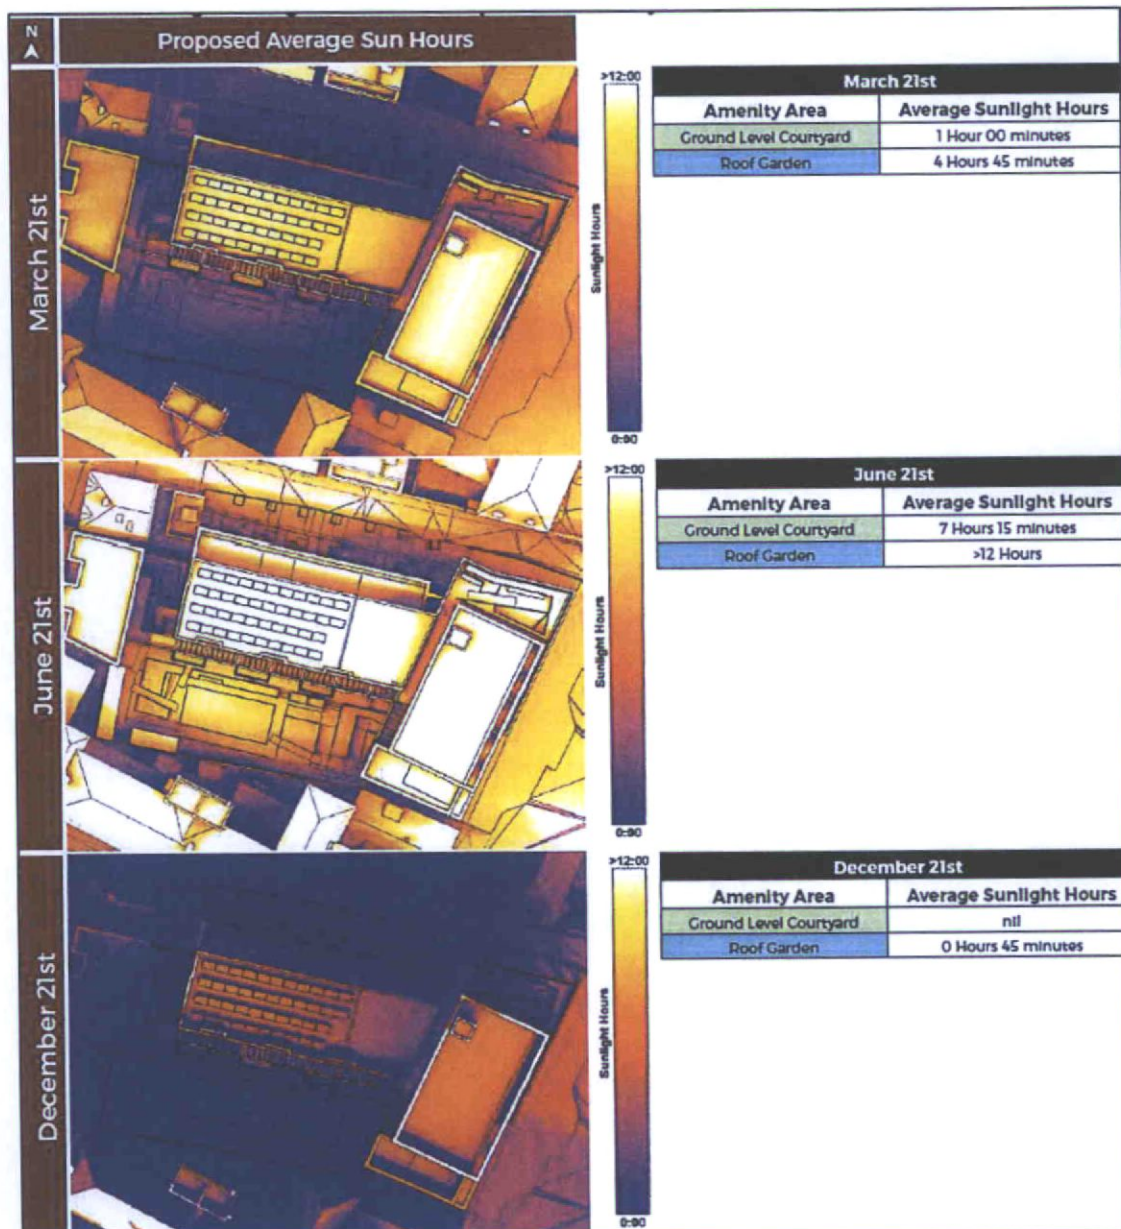 N
Proposed Average Sun Hours
March 21st
>12:00
Sunlight Hours
0:00
March 21st
Amenity Area Average Sunlight Hours
Ground Level Courtyard 1 Hour 00 minutes
Roof Garden 4 Hours 45 minutes
June 21st
>12:00
Sunlight Hours
0:00
June 21st
Amenity Area Average Sunlight Hours
Ground Level Courtyard 7 Hours 15 minutes
Roof Garden >12 Hours
December 21st
>12:00
Sunlight Hours
0:00
December 21st
Amenity Area Average Sunlight Hours
Ground Level Courtyard nil
Roof Garden 0 Hours 45 minutes